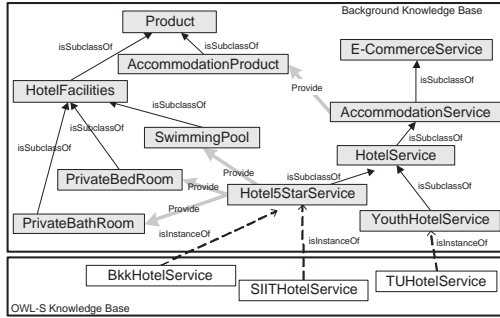 Background Knowledge Base
Product
isSubclassOf
isSubclassOf
E-CommerceService
AccommodationProduct
isSubclassOf
HotelFacilities
Provide
AccommodationService
isSubclassOf
isSubclassOf
SwimmingPool
isSubclassOf
HotelService
isSubclassOf
PrivateBedRoom
Provide
isSubclassOf
Provide
Hotel5StarService
isSubclassOf
PrivateBathRoom
Provide
YouthHotelService
isInstanceOf
isInstanceOf
isInstanceOf
BkkHotelService
TUHotelService
SIITHotelService
OWL-S Knowledge Base